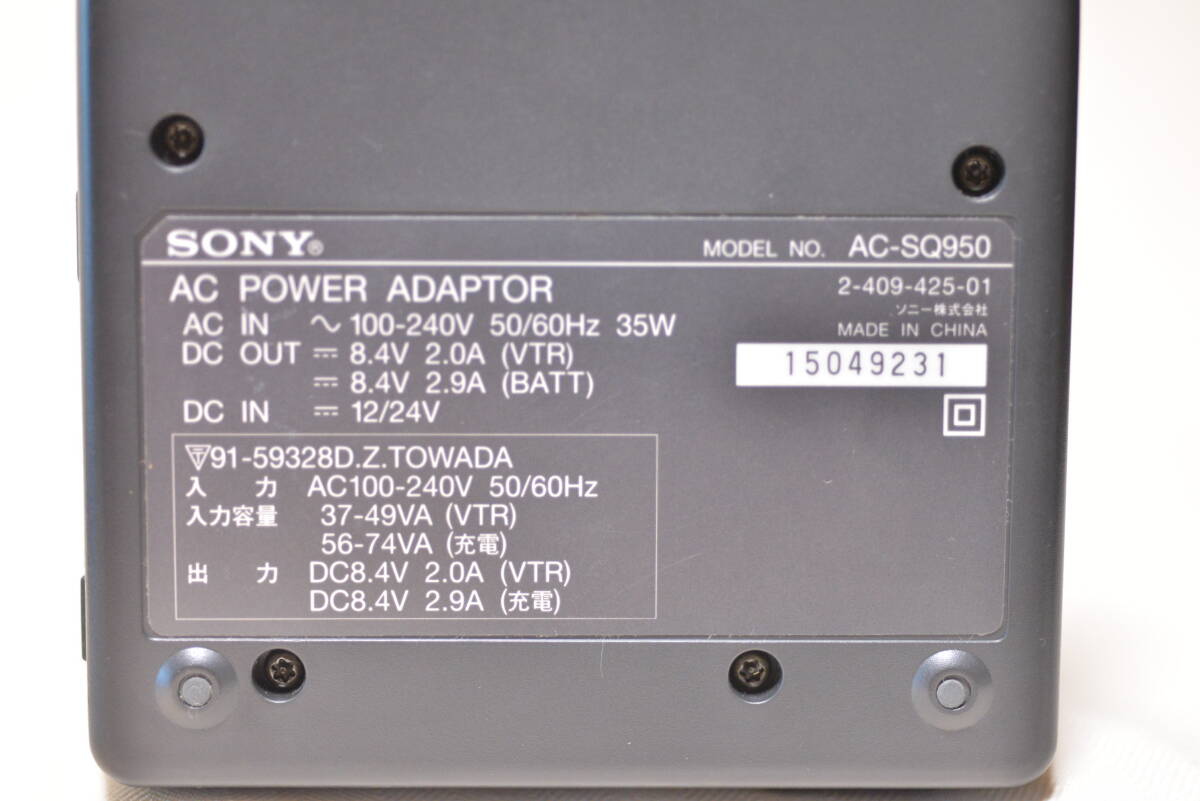 SONY®
MODEL NO. AC-SQ950
AC POWER ADAPTOR
2-409-425-01
ソニー株式会社
MADE IN CHINA
15049231
AC IN ~ 100-240V 50/60Hz 35W
DC OUT ⎓ 8.4V 2.0A (VTR)
⎓ 8.4V 2.9A (BATT)
DC IN ⎓ 12/24V
91-59328D.Z.TOWADA
入 力 AC100-240V 50/60Hz
入力容量 37-49VA (VTR)
56-74VA (充電)
出 力 DC8.4V 2.0A (VTR)
DC8.4V 2.9A (充電)